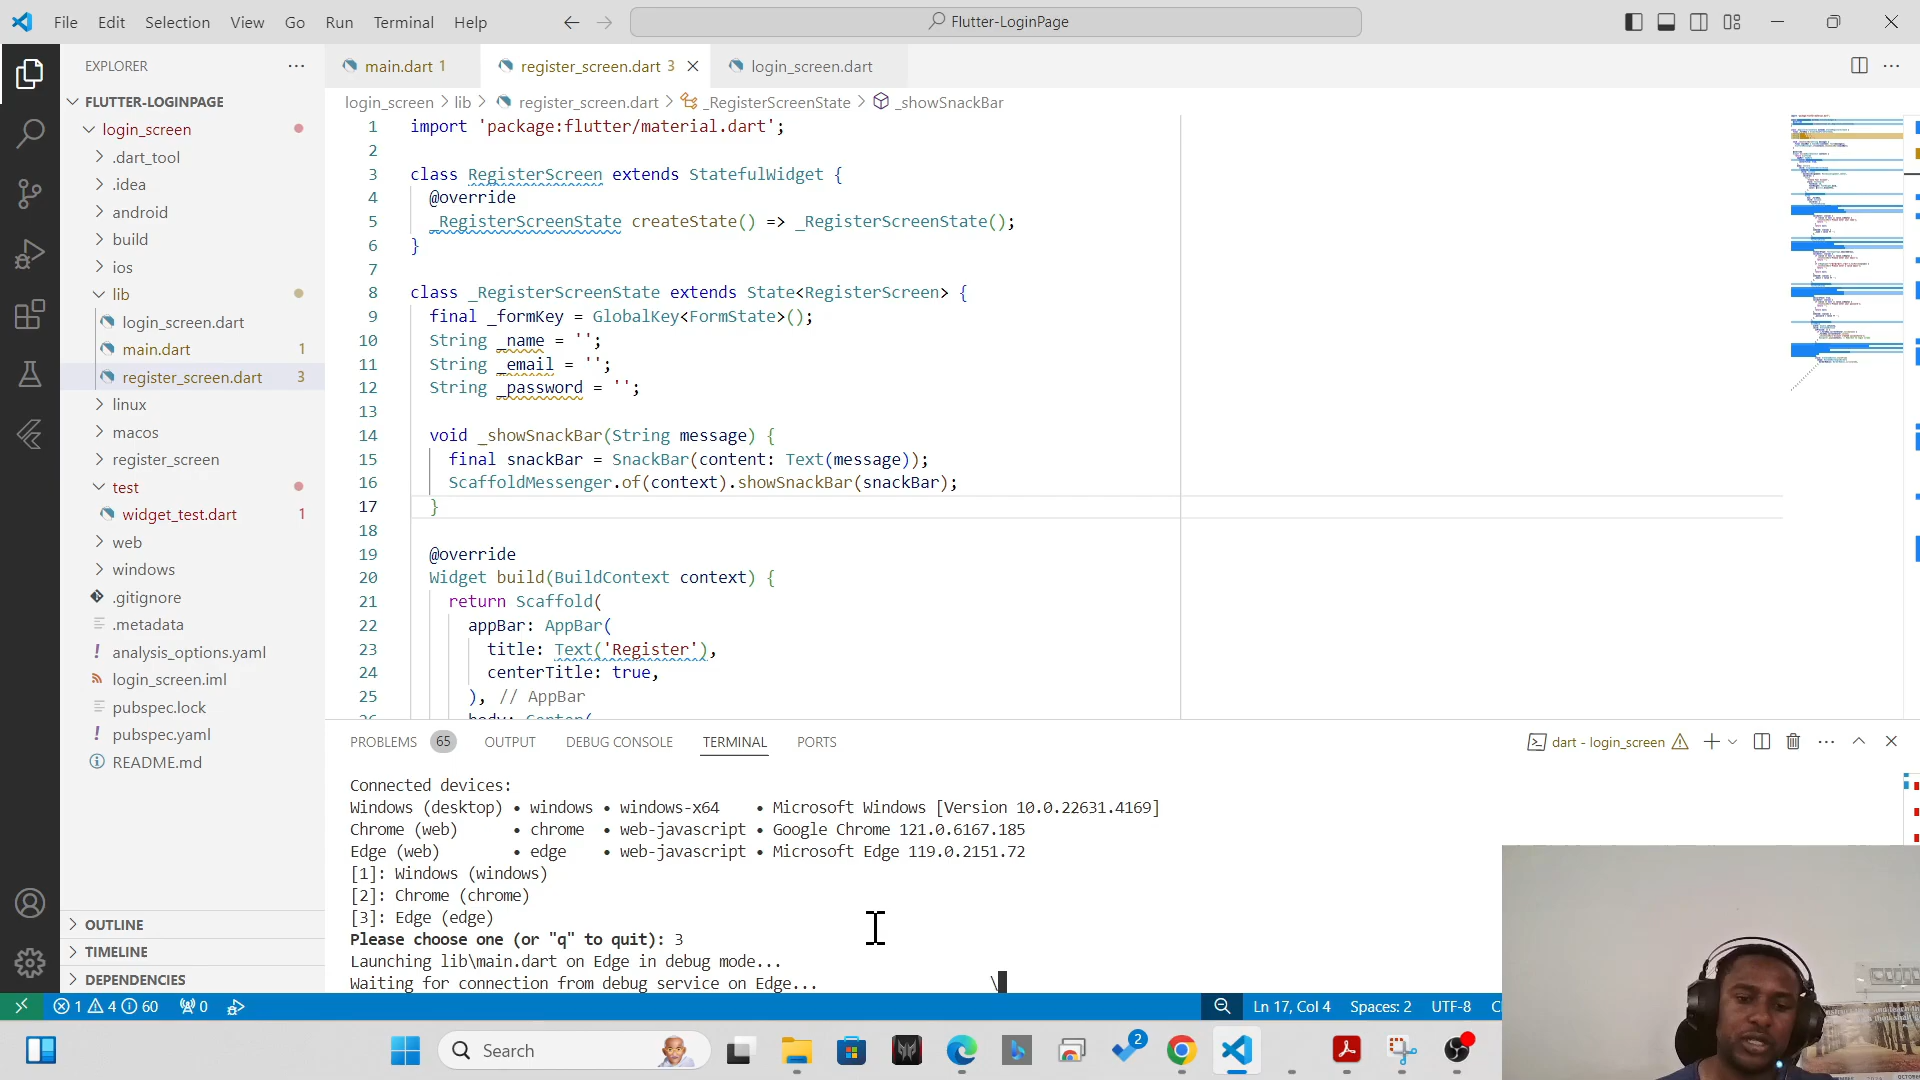 File Edit Selection View Go Run Terminal Help
Flutter-LoginPage
EXPLORER
FLUTTER-LOGINPAGE
login_screen
.dart_tool
.idea
android
build
ios
lib
login_screen.dart
main.dart 1
register_screen.dart 3
linux
macos
register_screen
test
widget_test.dart 1
web
windows
.gitignore
.metadata
analysis_options.yaml
login_screen.iml
pubspec.lock
pubspec.yaml
README.md
OUTLINE
TIMELINE
DEPENDENCIES
main.dart 1 register_screen.dart 3 login_screen.dart
login_screen > lib > register_screen.dart > _RegisterScreenState > _showSnackBar
1 import 'package:flutter/material.dart';
2
3 class RegisterScreen extends StatefulWidget {
4 @override
5 _RegisterScreenState createState() => _RegisterScreenState();
6 }
7
8 class _RegisterScreenState extends State<RegisterScreen> {
9 final _formKey = GlobalKey<FormState>();
10 String _name = '';
11 String _email = '';
12 String _password = '';
13
14 void _showSnackBar(String message) {
15 final snackBar = SnackBar(content: Text(message));
16 ScaffoldMessenger.of(context).showSnackBar(snackBar);
17 }
18
19 @override
20 Widget build(BuildContext context) {
21 return Scaffold(
22 appBar: AppBar(
23 title: Text('Register'),
24 centerTitle: true,
25 ), // AppBar
26 body: Center(
PROBLEMS 65 OUTPUT DEBUG CONSOLE TERMINAL PORTS
dart - login_screen
Connected devices:
Windows (desktop) • windows • windows-x64 • Microsoft Windows [Version 10.0.22631.4169]
Chrome (web) • chrome • web-javascript • Google Chrome 121.0.6167.185
Edge (web) • edge • web-javascript • Microsoft Edge 119.0.2151.72
[1]: Windows (windows)
[2]: Chrome (chrome)
[3]: Edge (edge)
Please choose one (or "q" to quit): 3
Launching lib\main.dart on Edge in debug mode...
Waiting for connection from debug service on Edge... \
1 4 60 0
Ln 17, Col 4 Spaces: 2 UTF-8 C
Search
2